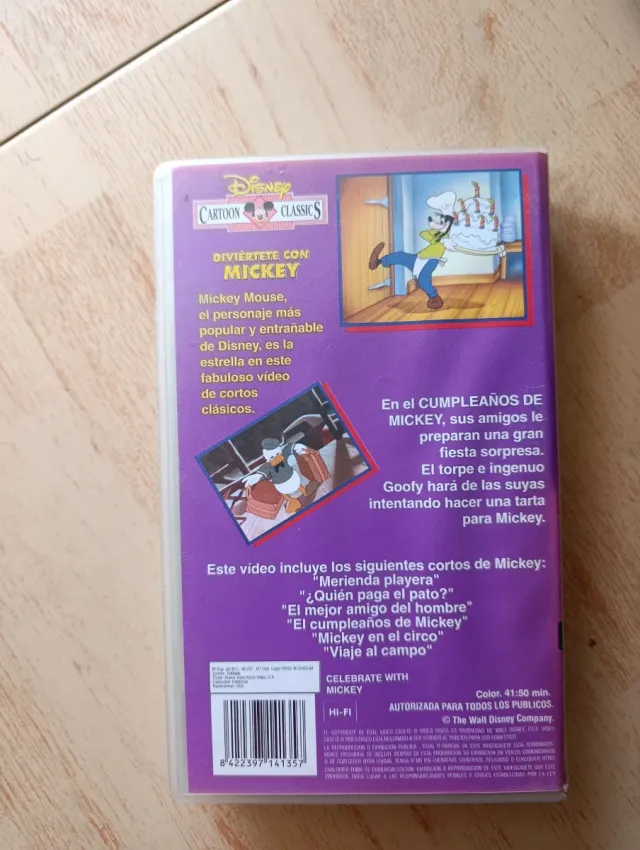 Disney
CARTOON CLASSICS
DIVIÉRTETE CON
MICKEY
Mickey Mouse,
el personaje más
popular y entrañable
de Disney, es la
estrella en este
fabuloso vídeo
de cortos
clásicos.
En el CUMPLEAÑOS DE
MICKEY, sus amigos le
preparan una gran
fiesta sorpresa.
El torpe e ingenuo
Goofy hará de las suyas
intentando hacer una tarta
para Mickey.
Este vídeo incluye los siguientes cortos de Mickey:
"Merienda playera"
"¿Quién paga el pato?"
"El mejor amigo del hombre"
"El cumpleaños de Mickey"
"Mickey en el circo"
"Viaje al campo"
CELEBRATE WITH
MICKEY
HI-FI
Color. 41:50 min.
AUTORIZADA PARA TODOS LOS PUBLICOS.
© The Walt Disney Company.
8 422397 141357